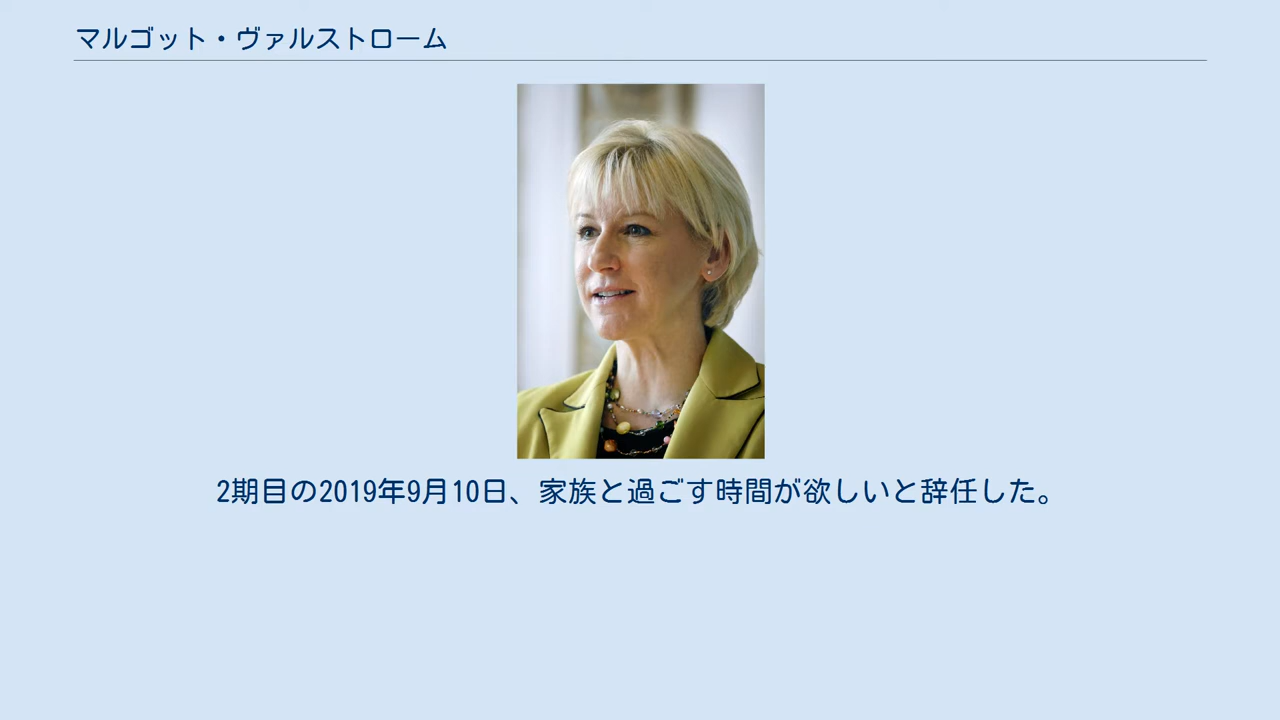 マルゴット・ヴァルストローム
2期目の2019年9月10日、家族と過ごす時間が欲しいと辞任した。